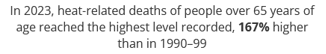 In 2023, heat-related deaths of people over 65 years of
age reached the highest level recorded, 167% higher
than in 1990–99